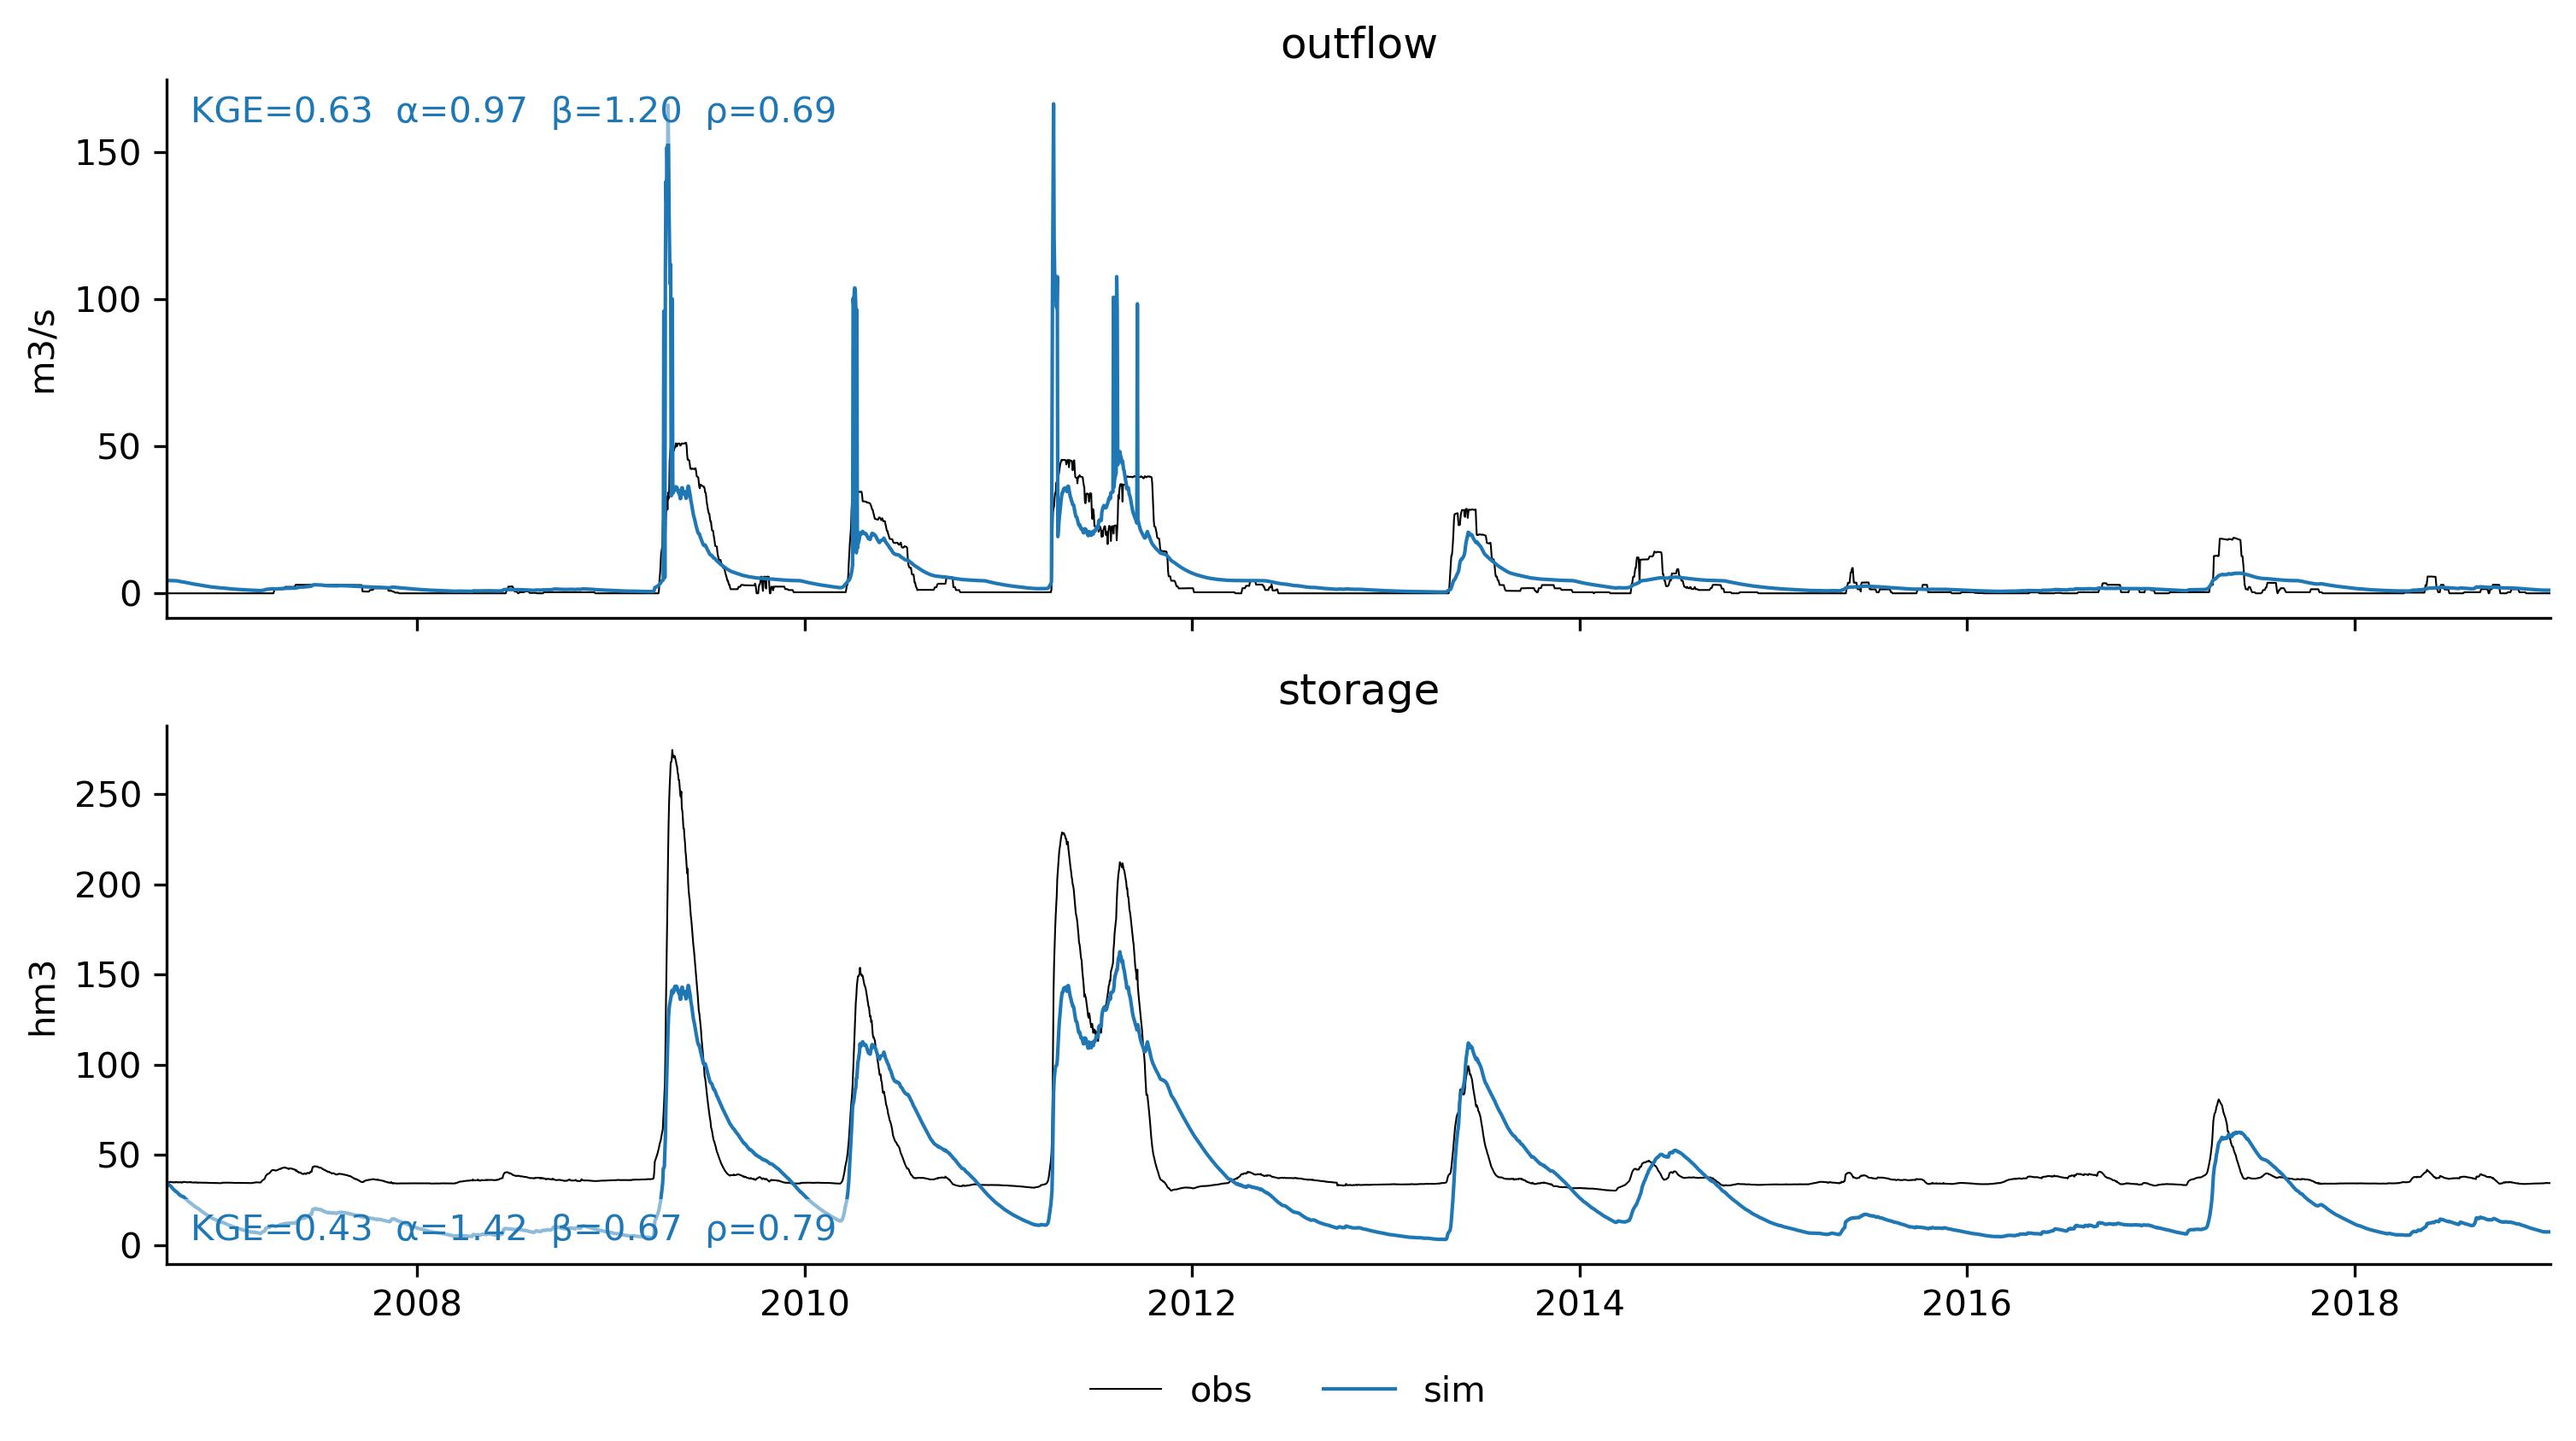 outflow
KGE=0.63 α=0.97 β=1.20 ρ=0.69
150
100
50
0
m3/s
storage
250
200
150
100
50
0
hm3
KGE=0.43 α=1.42 β=0.67 ρ=0.79
2008 2010 2012 2014 2016 2018
obs sim